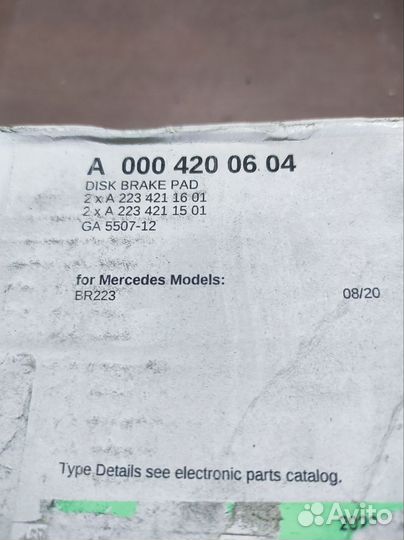 A 000 420 06 04
DISK BRAKE PAD
2 x A 223 421 16 01
2 x A 223 421 15 01
GA 5507-12
for Mercedes Models:
BR223 08/20
Type Details see electronic parts catalog.
Avito